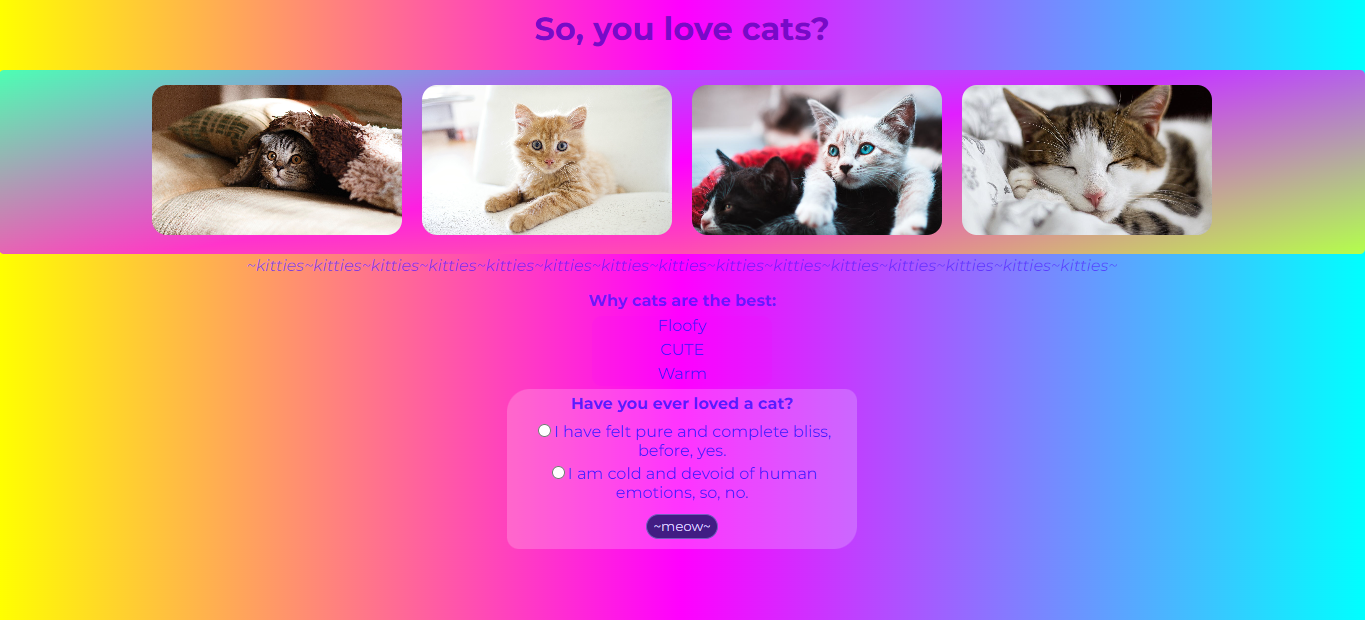 So, you love cats?
~kitties~kitties~kitties~kitties~kitties~kitties~kitties~kitties~kitties~kitties~kitties~kitties~kitties~kitties~kitties~
Why cats are the best:
Floofy
CUTE
Warm
Have you ever loved a cat?
I have felt pure and complete bliss,
before, yes.
I am cold and devoid of human
emotions, so, no.
~meow~